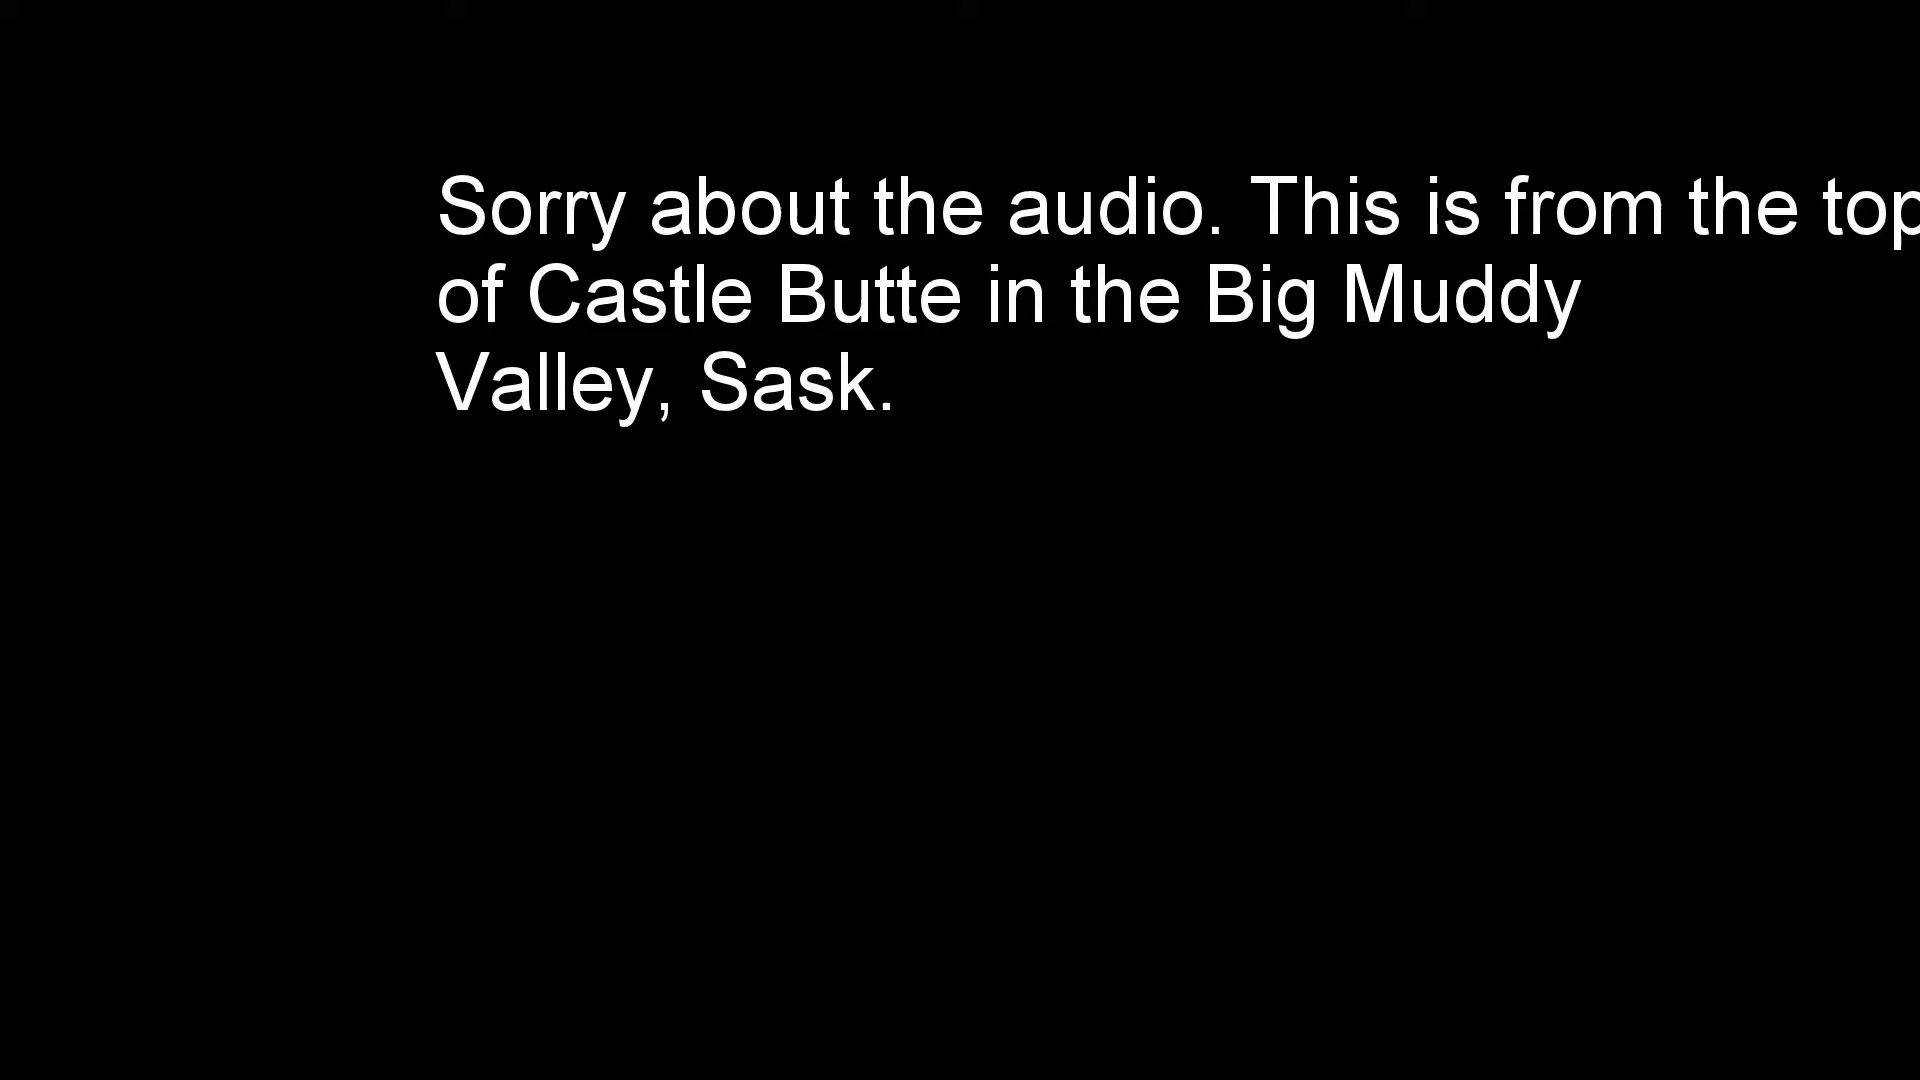 Sorry about the audio. This is from the top
of Castle Butte in the Big Muddy
Valley, Sask.